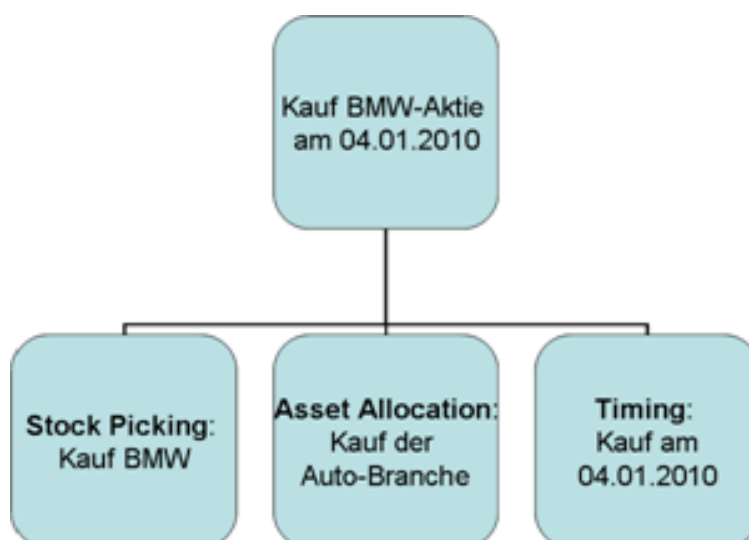 Kauf BMW-Aktie
am 04.01.2010
Stock Picking:
Kauf BMW
Asset Allocation:
Kauf der
Auto-Branche
Timing:
Kauf am
04.01.2010